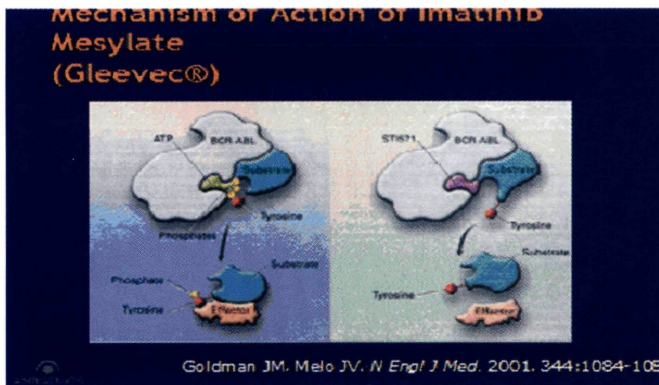 Mechanism of Action of Imatinib
Mesylate
(Gleevec®)
ATP
BCR-ABL
Substrate
Phosphates
Tyrosine
Substrate
Phosphate
Tyrosine
Effector
STI571
BCR-ABL
Substrate
Tyrosine
Substrate
Tyrosine
Effector
Goldman JM, Melo JV. N Engl J Med. 2001. 344:1084-108